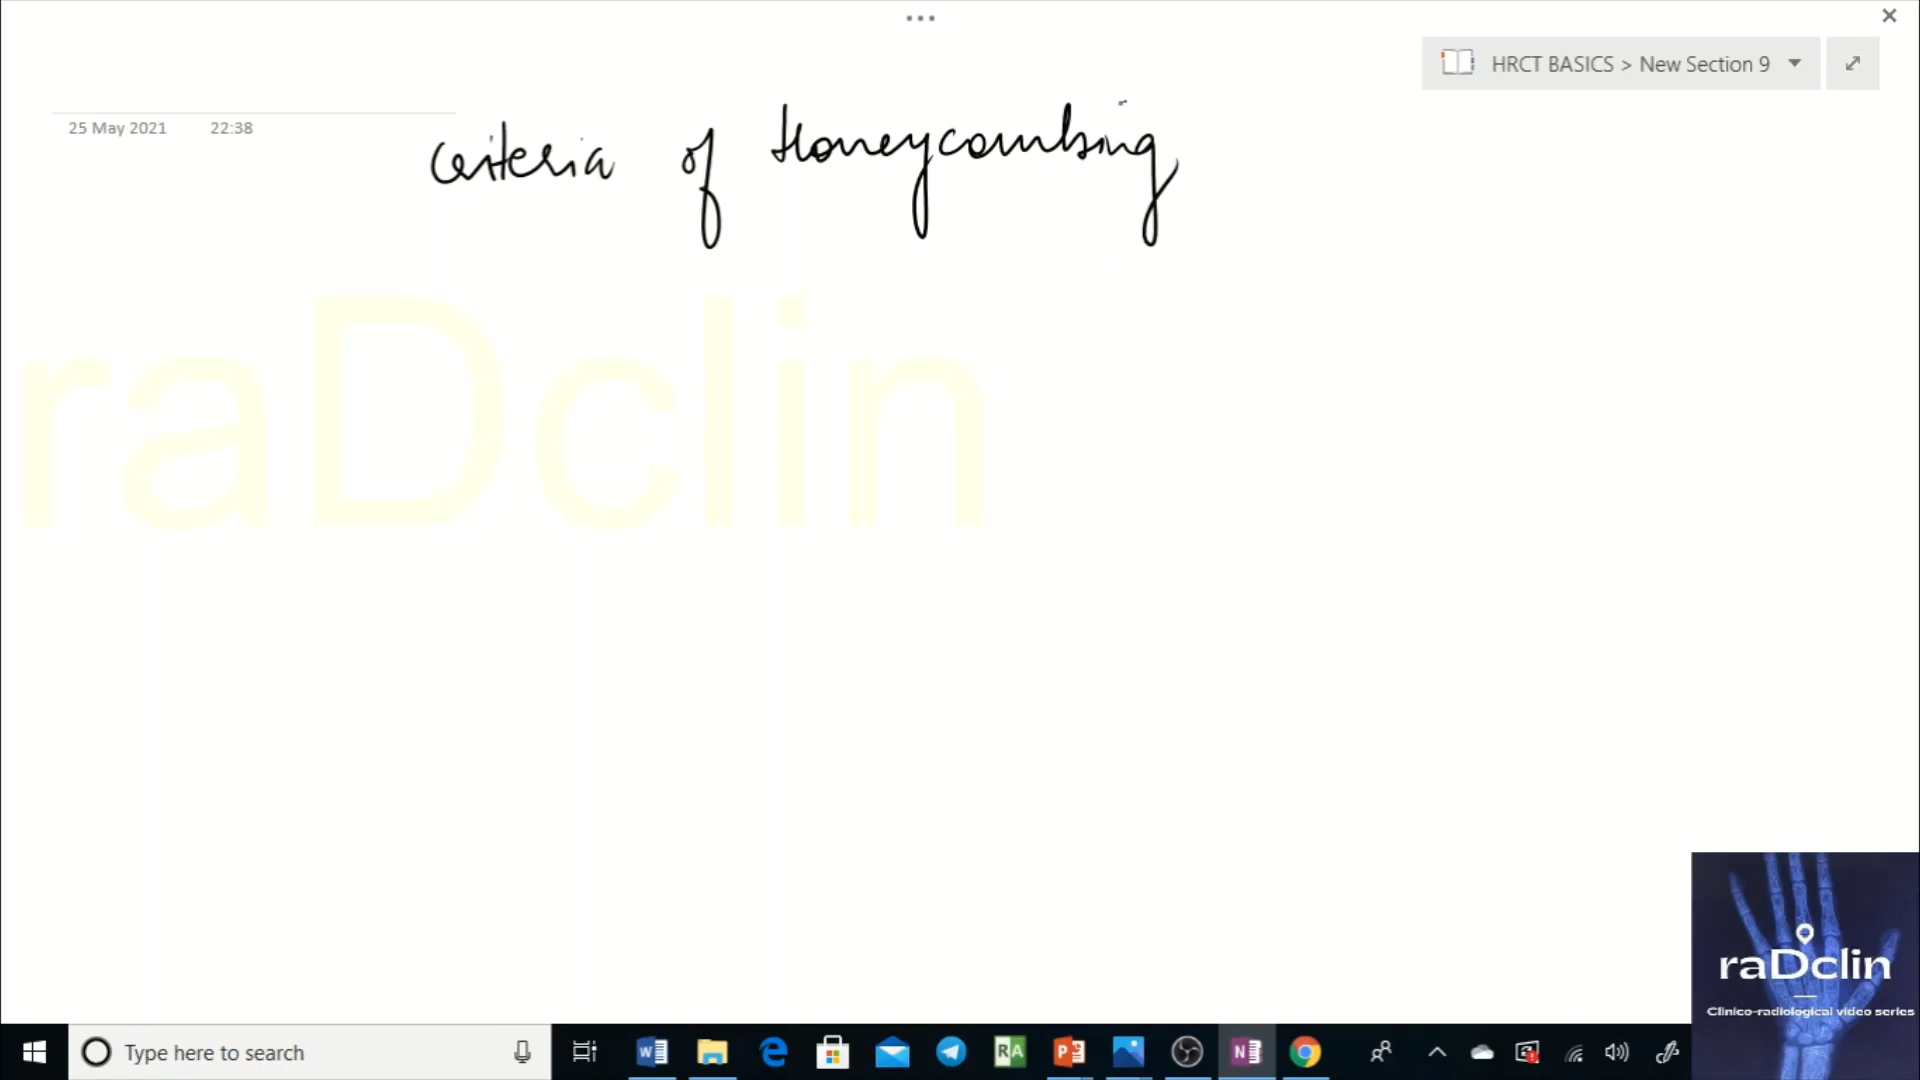 HRCT BASICS > New Section 9
25 May 2021 22:38
Criteria of Honeycombing
raDclin
raDclin
Clinico-radiological video series
Type here to search